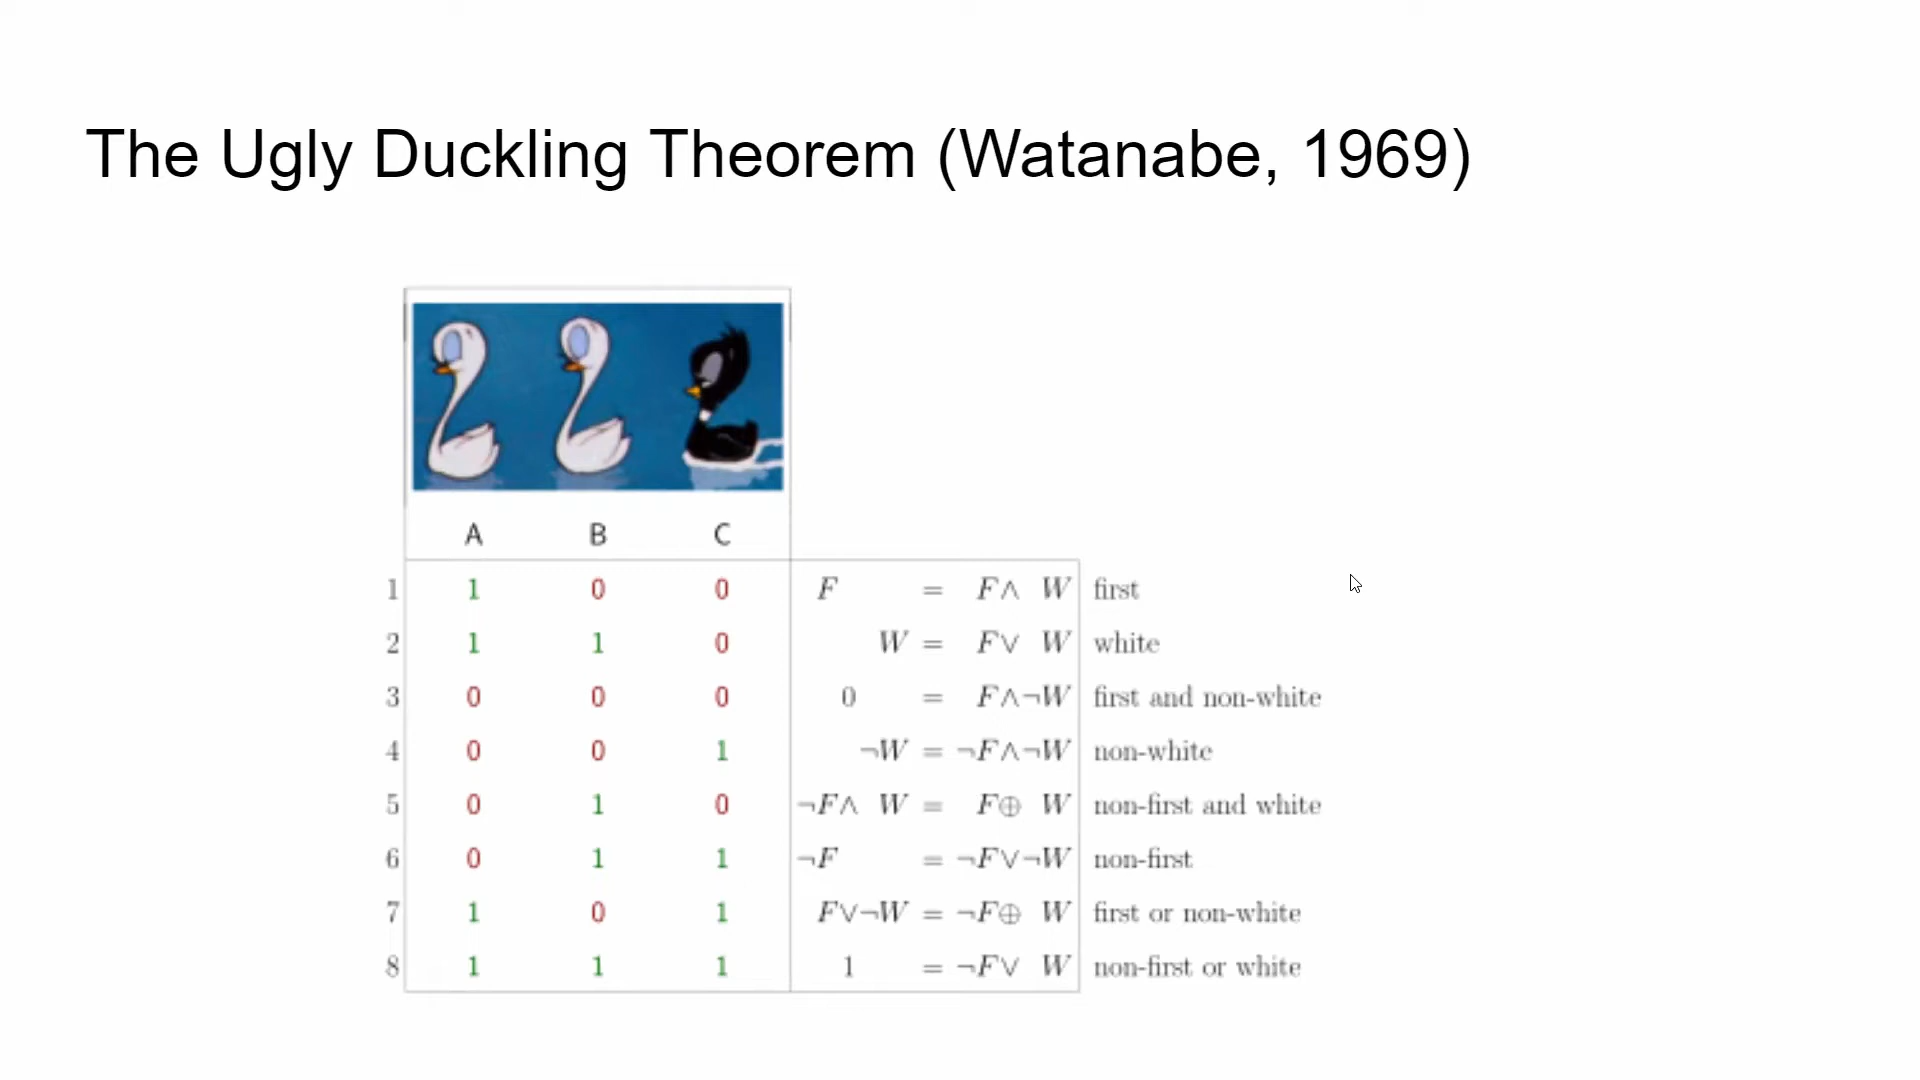 The Ugly Duckling Theorem (Watanabe, 1969)
A B C
1 1 0 0 F = F∧ W first
2 1 1 0 W = F∨ W white
3 0 0 0 0 = F∧¬W first and non-white
4 0 0 1 ¬W = ¬F∧¬W non-white
5 0 1 0 ¬F∧ W = F⊕ W non-first and white
6 0 1 1 ¬F = ¬F∨¬W non-first
7 1 0 1 F∨¬W = ¬F⊕ W first or non-white
8 1 1 1 1 = ¬F∨ W non-first or white